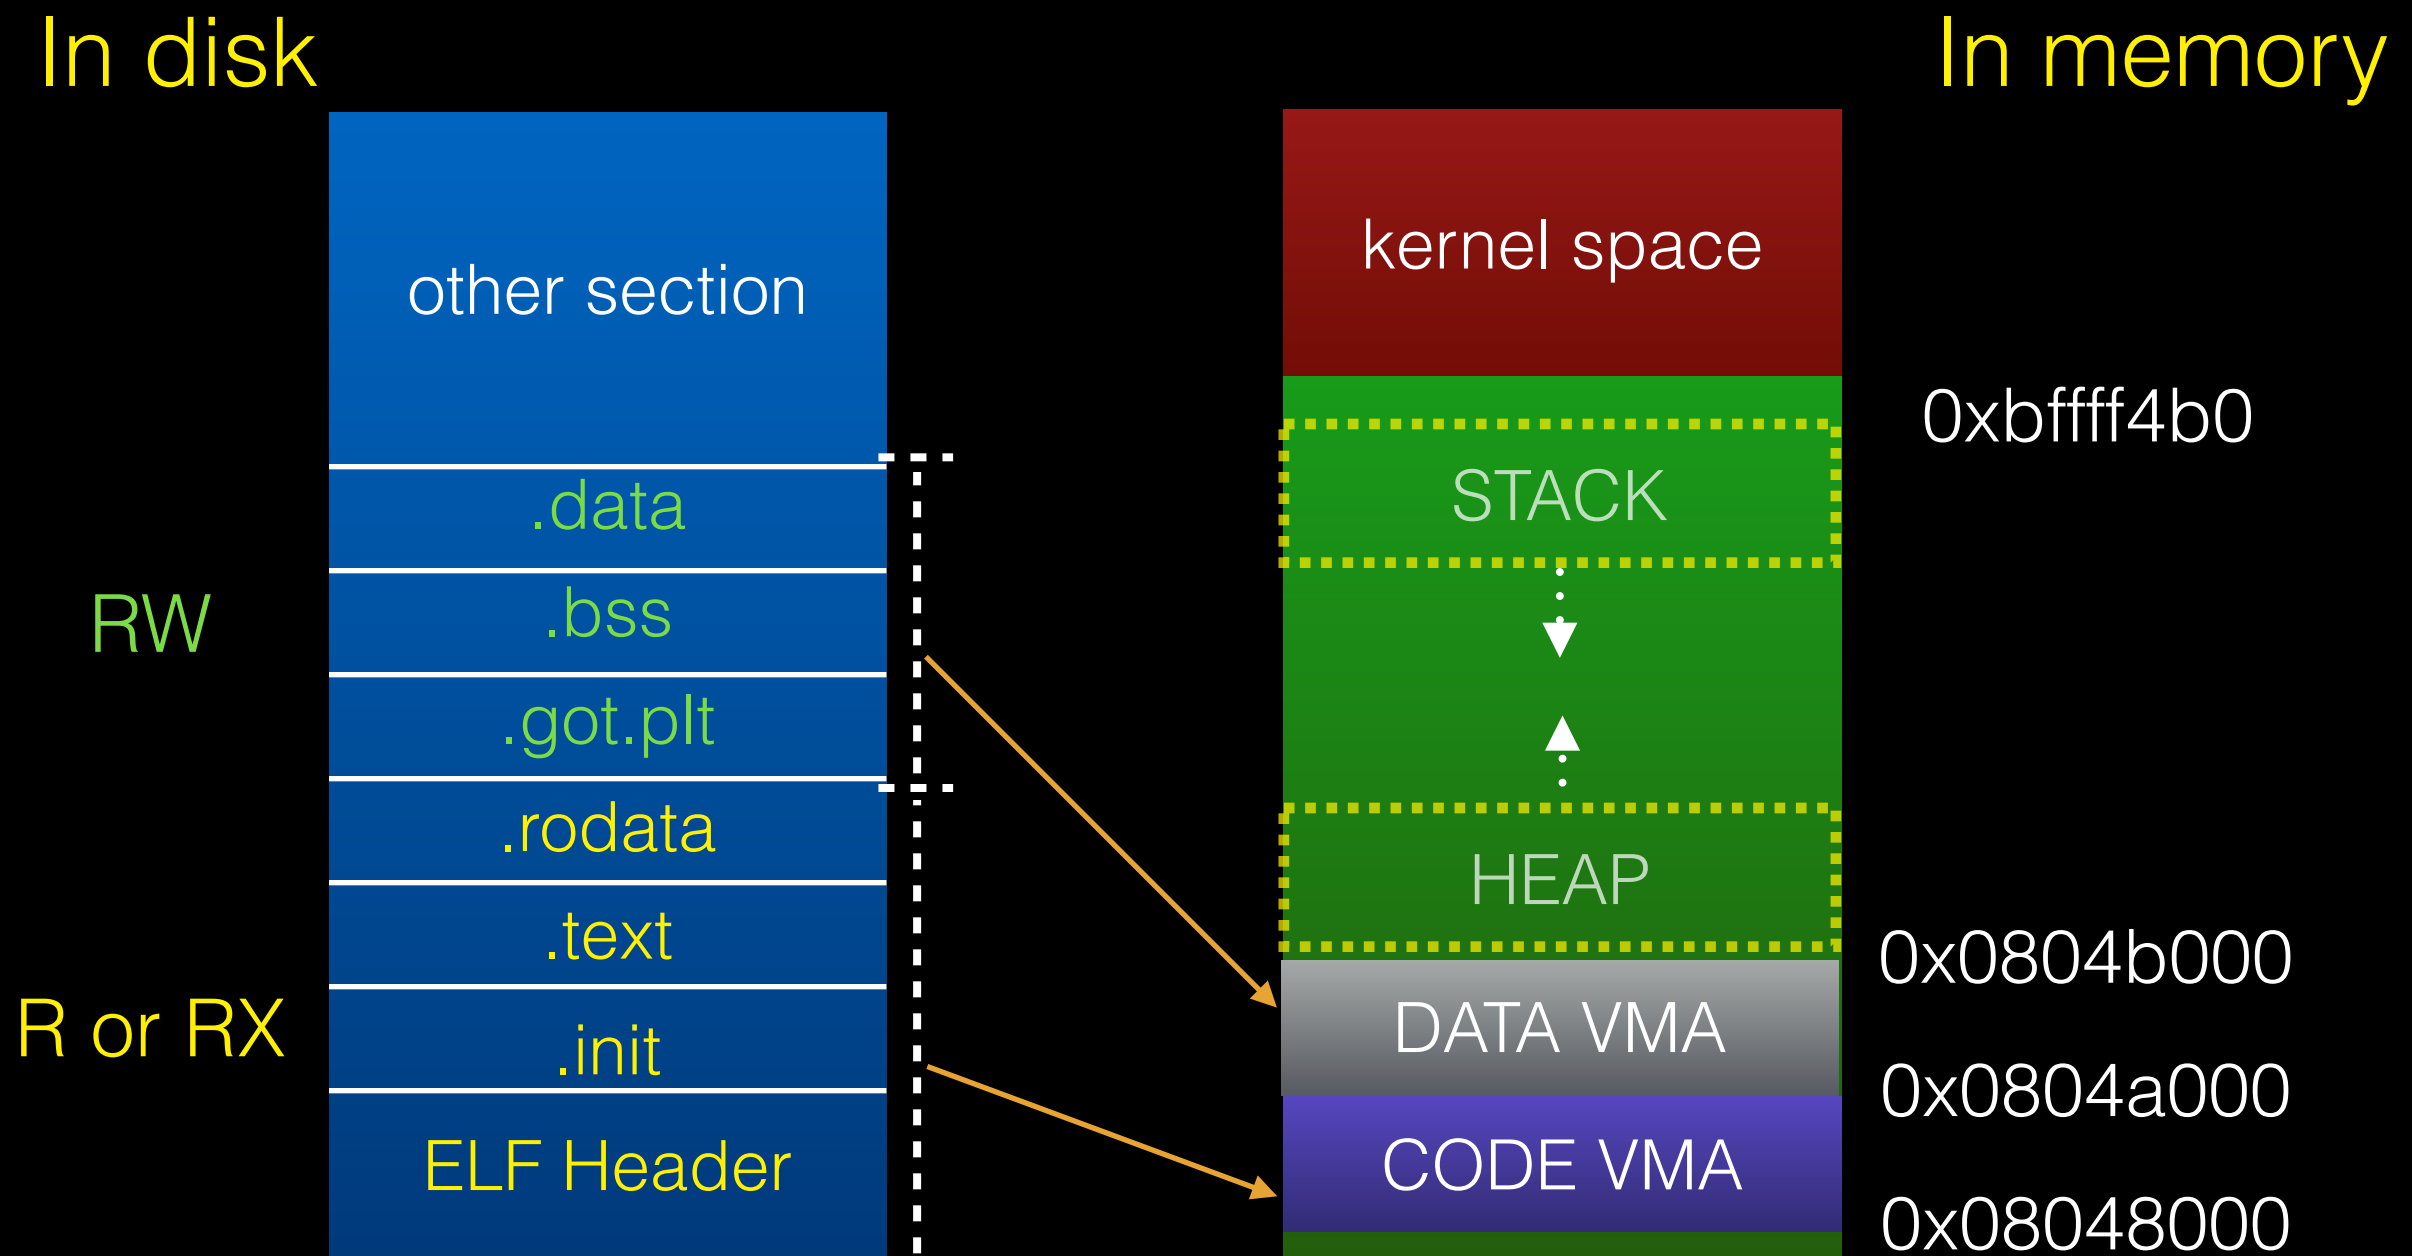 In disk
In memory
other section
.data
.bss
.got.plt
.rodata
.text
.init
ELF Header
RW
R or RX
kernel space
STACK
HEAP
DATA VMA
CODE VMA
0xbffff4b0
0x0804b000
0x0804a000
0x08048000